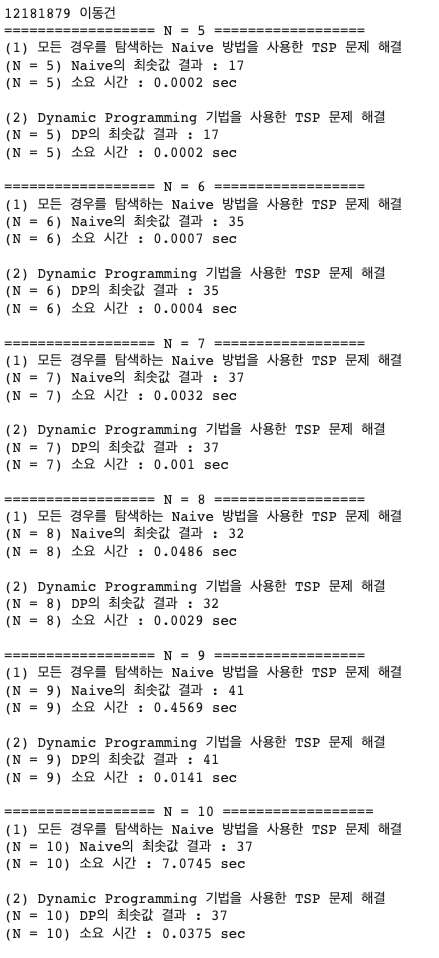 12181879 이동건
================== N = 5 ==================
(1) 모든 경우를 탐색하는 Naive 방법을 사용한 TSP 문제 해결
(N = 5) Naive의 최솟값 결과 : 17
(N = 5) 소요 시간 : 0.0002 sec

(2) Dynamic Programming 기법을 사용한 TSP 문제 해결
(N = 5) DP의 최솟값 결과 : 17
(N = 5) 소요 시간 : 0.0002 sec

================== N = 6 ==================
(1) 모든 경우를 탐색하는 Naive 방법을 사용한 TSP 문제 해결
(N = 6) Naive의 최솟값 결과 : 35
(N = 6) 소요 시간 : 0.0007 sec

(2) Dynamic Programming 기법을 사용한 TSP 문제 해결
(N = 6) DP의 최솟값 결과 : 35
(N = 6) 소요 시간 : 0.0004 sec

================== N = 7 ==================
(1) 모든 경우를 탐색하는 Naive 방법을 사용한 TSP 문제 해결
(N = 7) Naive의 최솟값 결과 : 37
(N = 7) 소요 시간 : 0.0032 sec

(2) Dynamic Programming 기법을 사용한 TSP 문제 해결
(N = 7) DP의 최솟값 결과 : 37
(N = 7) 소요 시간 : 0.001 sec

================== N = 8 ==================
(1) 모든 경우를 탐색하는 Naive 방법을 사용한 TSP 문제 해결
(N = 8) Naive의 최솟값 결과 : 32
(N = 8) 소요 시간 : 0.0486 sec

(2) Dynamic Programming 기법을 사용한 TSP 문제 해결
(N = 8) DP의 최솟값 결과 : 32
(N = 8) 소요 시간 : 0.0029 sec

================== N = 9 ==================
(1) 모든 경우를 탐색하는 Naive 방법을 사용한 TSP 문제 해결
(N = 9) Naive의 최솟값 결과 : 41
(N = 9) 소요 시간 : 0.4569 sec

(2) Dynamic Programming 기법을 사용한 TSP 문제 해결
(N = 9) DP의 최솟값 결과 : 41
(N = 9) 소요 시간 : 0.0141 sec

================== N = 10 ==================
(1) 모든 경우를 탐색하는 Naive 방법을 사용한 TSP 문제 해결
(N = 10) Naive의 최솟값 결과 : 37
(N = 10) 소요 시간 : 7.0745 sec

(2) Dynamic Programming 기법을 사용한 TSP 문제 해결
(N = 10) DP의 최솟값 결과 : 37
(N = 10) 소요 시간 : 0.0375 sec